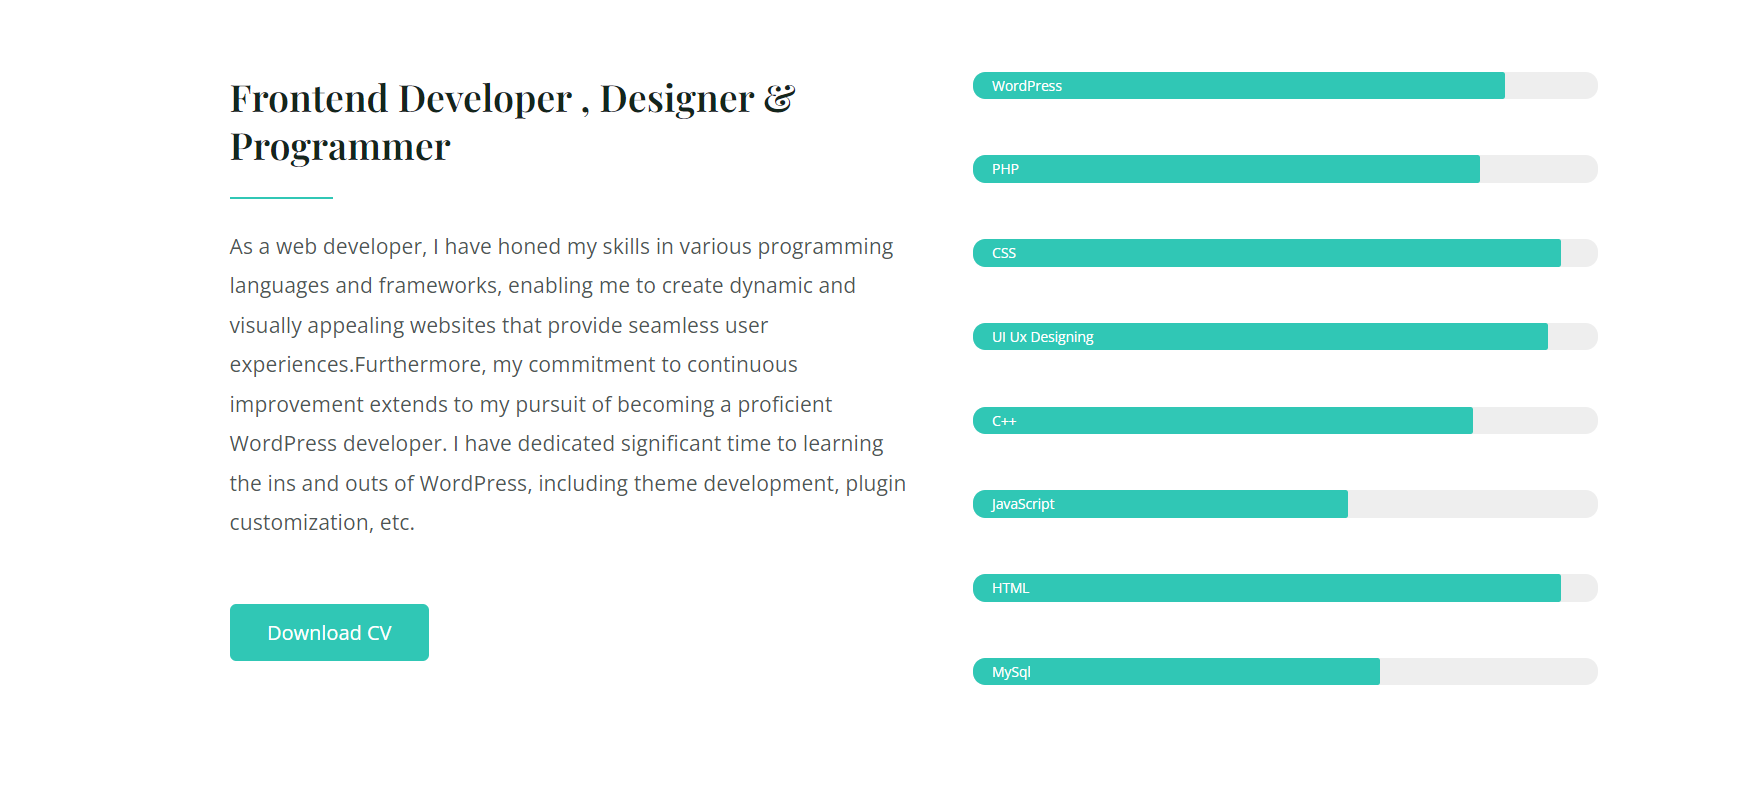 Frontend Developer , Designer &
Programmer
As a web developer, I have honed my skills in various programming
languages and frameworks, enabling me to create dynamic and
visually appealing websites that provide seamless user
experiences.Furthermore, my commitment to continuous
improvement extends to my pursuit of becoming a proficient
WordPress developer. I have dedicated significant time to learning
the ins and outs of WordPress, including theme development, plugin
customization, etc.
Download CV
WordPress
PHP
CSS
UI Ux Designing
C++
JavaScript
HTML
MySql